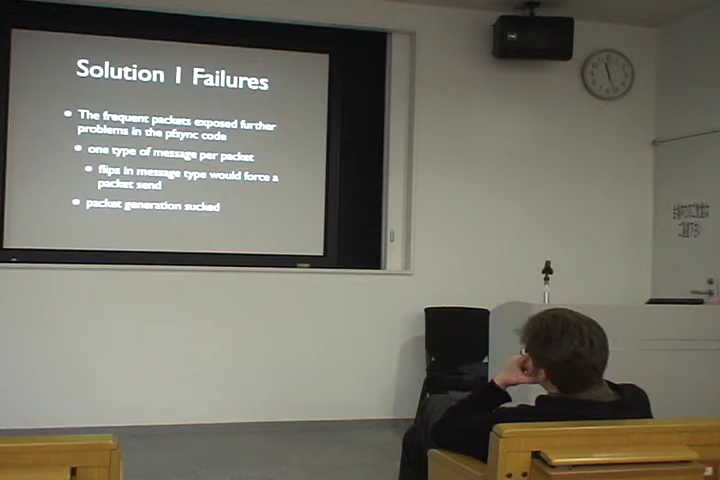 Solution 1 Failures
The frequent packets exposed further
problems in the pfsync code
one type of message per packet
flips in message type would force a
packet send
packet generation sucked